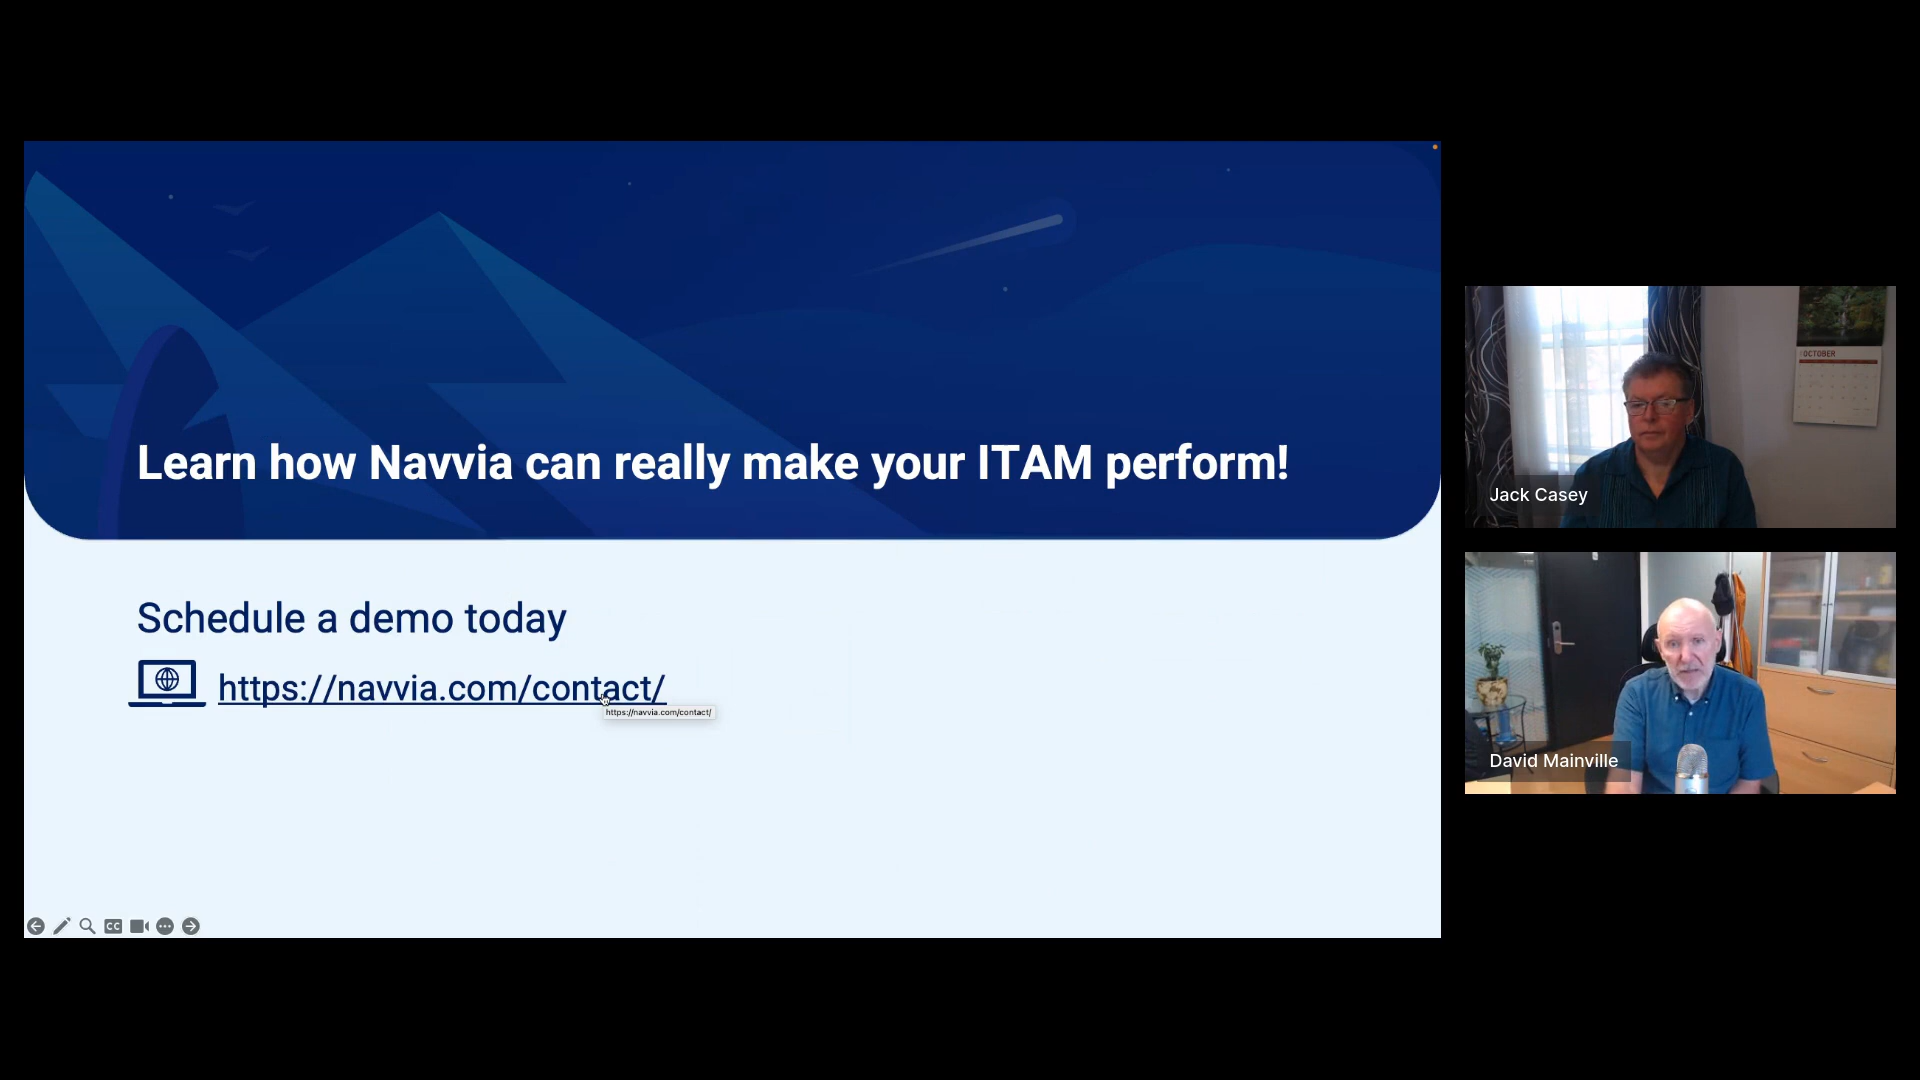 Learn how Navvia can really make your ITAM perform!
Schedule a demo today
https://navvia.com/contact/
https://navvia.com/contact/
CC
OCTOBER
Jack Casey
David Mainville